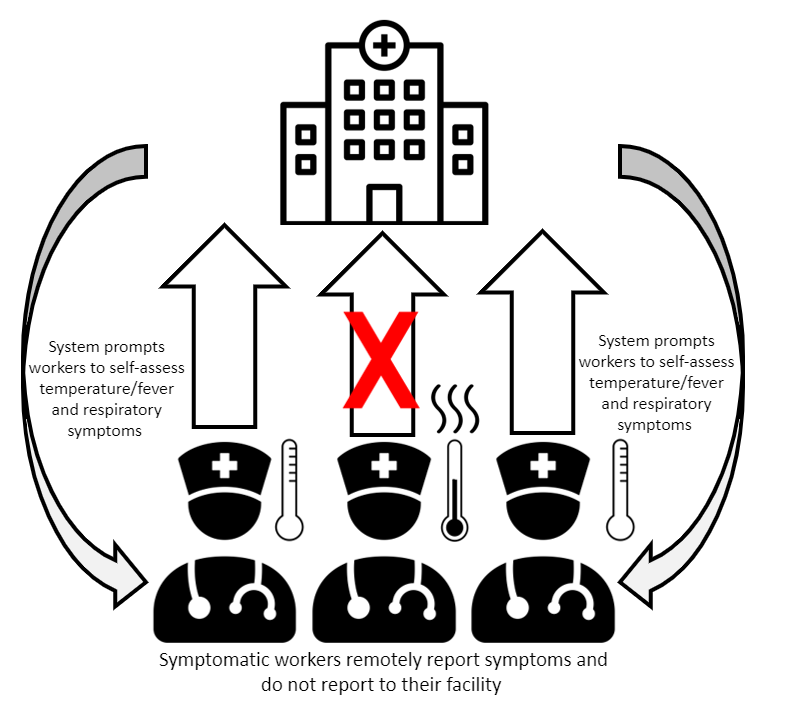 System prompts
workers to self-assess
temperature/fever
and respiratory
symptoms
System prompts
workers to self-assess
temperature/fever
and respiratory
symptoms
X
Symptomatic workers remotely report symptoms and
do not report to their facility